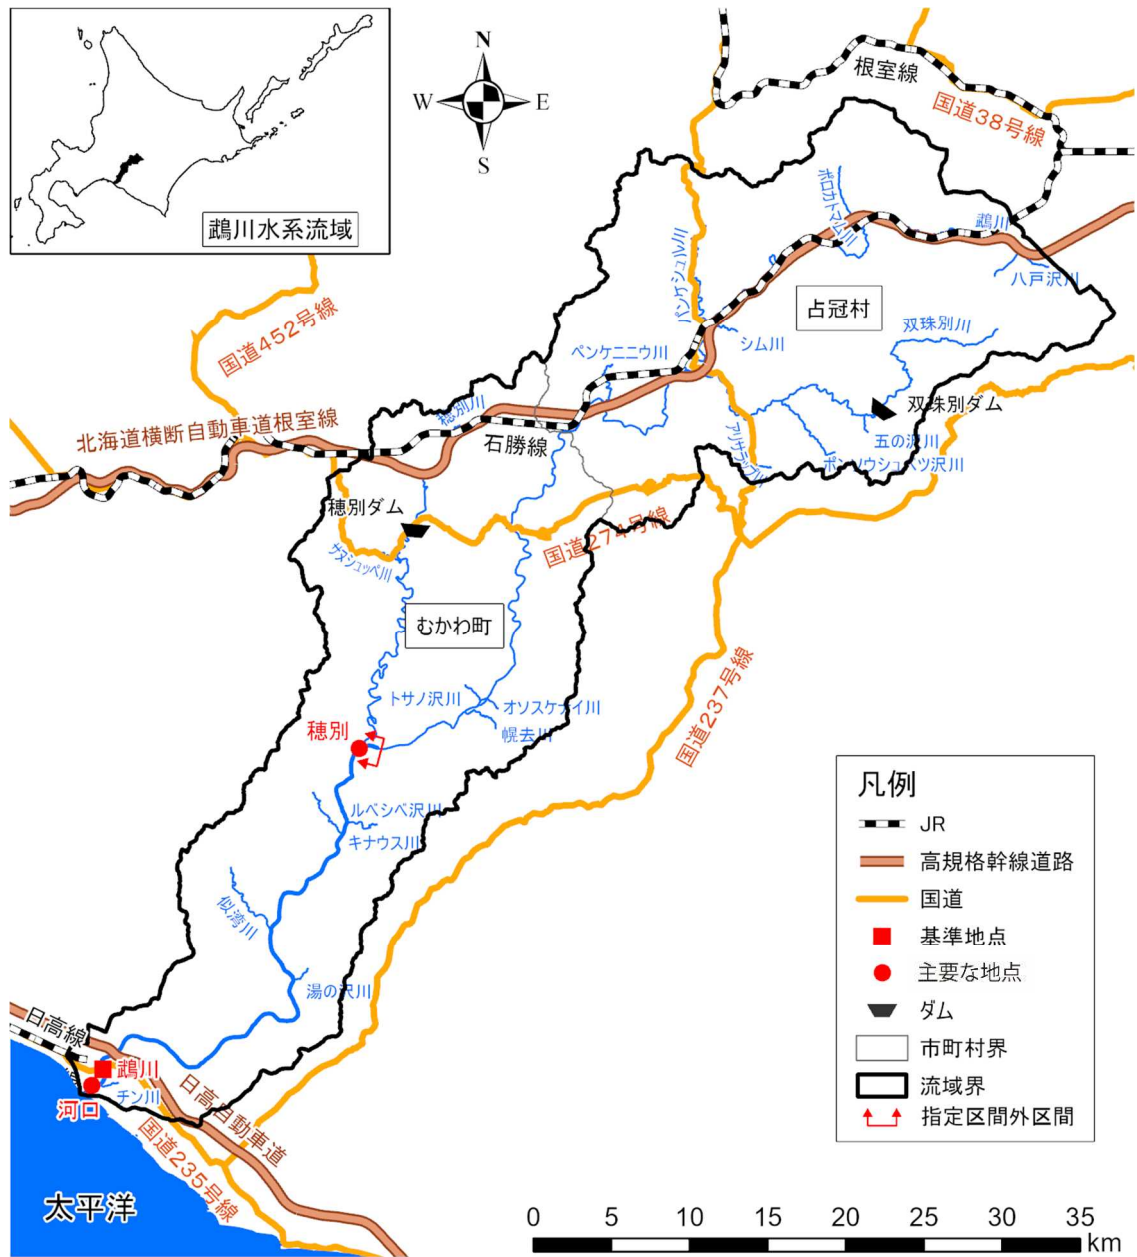 鵡川水系流域
N
W
E
S
根室線
国道38号線
ポロカトマム川
鵡川
八戸沢川
パンケシュル川
占冠村
国道452号線
双珠別川
シム川
ペンケニニウ川
双珠別ダム
穂別川
北海道横断自動車道根室線
石勝線
五の沢川
アリサラップ川
穂別ダム
国道274号線
サヌシュッペ川
むかわ町
国道237号線
トサノ沢川
オソスケナイ川
穂別
幌去川
ルベシベ沢川
キナウス川
似湾川
湯の沢川
日高線
鵡川
チン川
河口
日高自動車道
国道235号線
太平洋
凡例
JR
高規格幹線道路
国道
基準地点
主要な地点
ダム
市町村界
流域界
指定区間外区間
0 5 10 15 20 25 30 35
km